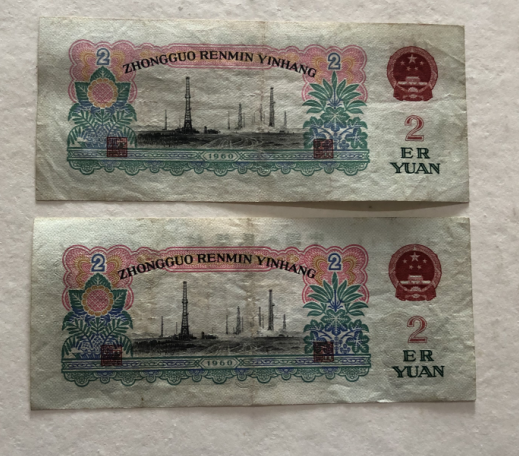 2 ZHONGGUO RENMIN YINHANG 2
2
ER
YUAN
1960
2 ZHONGGUO RENMIN YINHANG 2
2
ER
YUAN
1960